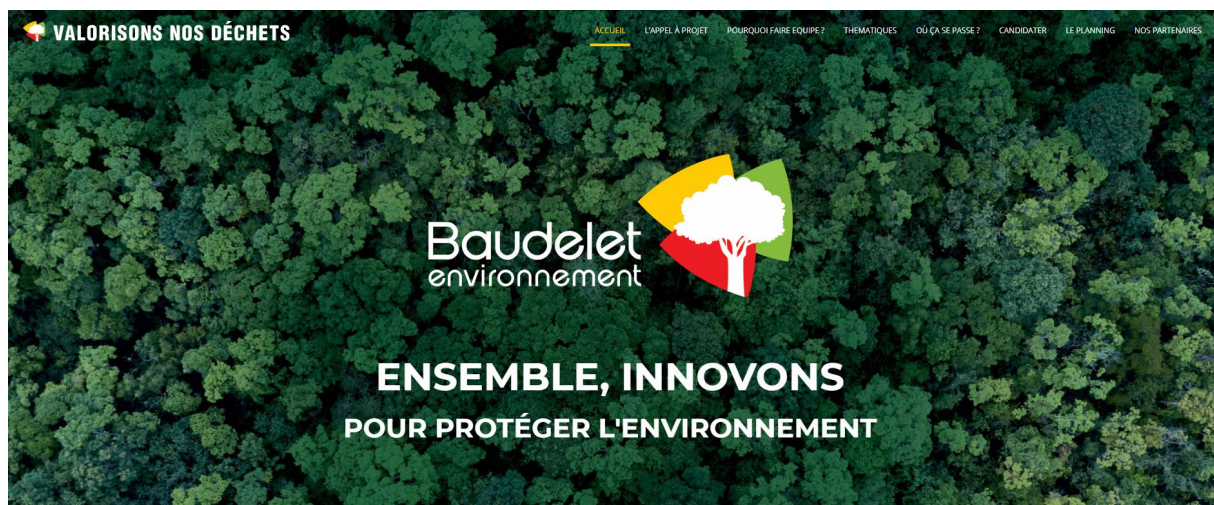 VALORISONS NOS DÉCHETS
ACCUEIL L'APPEL À PROJET POURQUOI FAIRE EQUIPE ? THEMATIQUES OÙ ÇA SE PASSE ? CANDIDATER LE PLANNING NOS PARTENAIRES
Baudelet
environnement
ENSEMBLE, INNOVONS
POUR PROTÉGER L'ENVIRONNEMENT